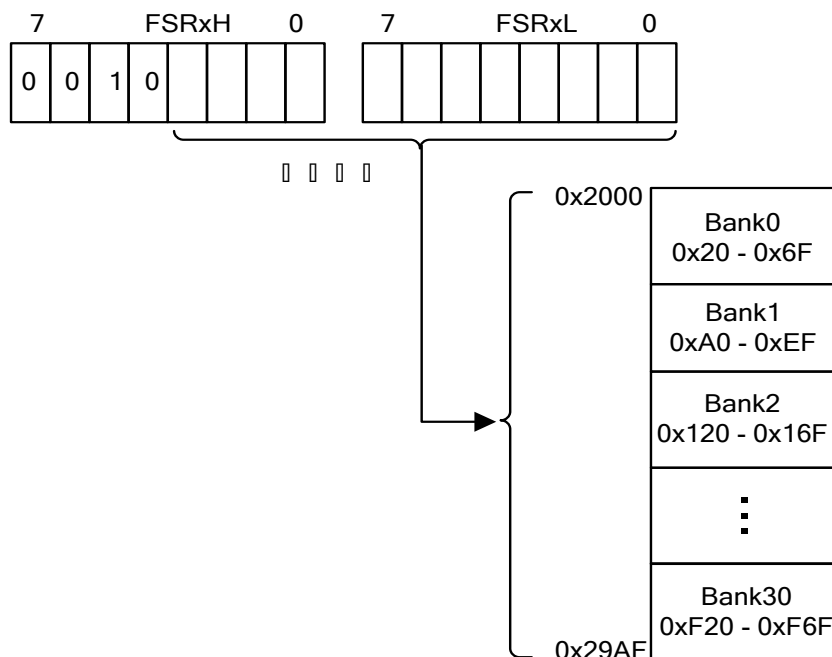 7 FSRxH 0 7 FSRxL 0
0 0 1 0
0x2000
Bank0
0x20 - 0x6F
Bank1
0xA0 - 0xEF
Bank2
0x120 - 0x16F
Bank30
0xF20 - 0xF6F
0x29AF